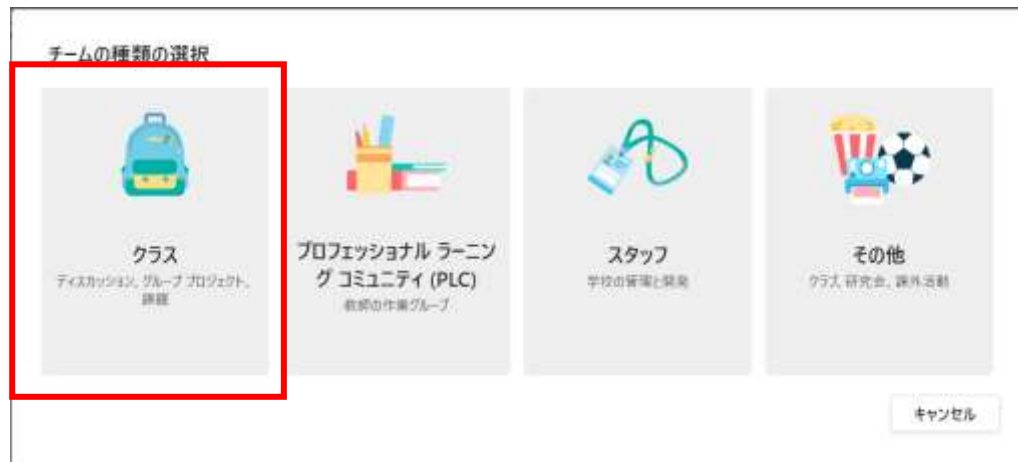 チームの種類の選択
クラス
ディスカッション、グループ プロジェクト、
課題
プロフェッショナル ラーニン
グ コミュニティ (PLC)
教師の作業グループ
スタッフ
学校の管理と開発
その他
クラブ, 研究会, 課外活動
キャンセル